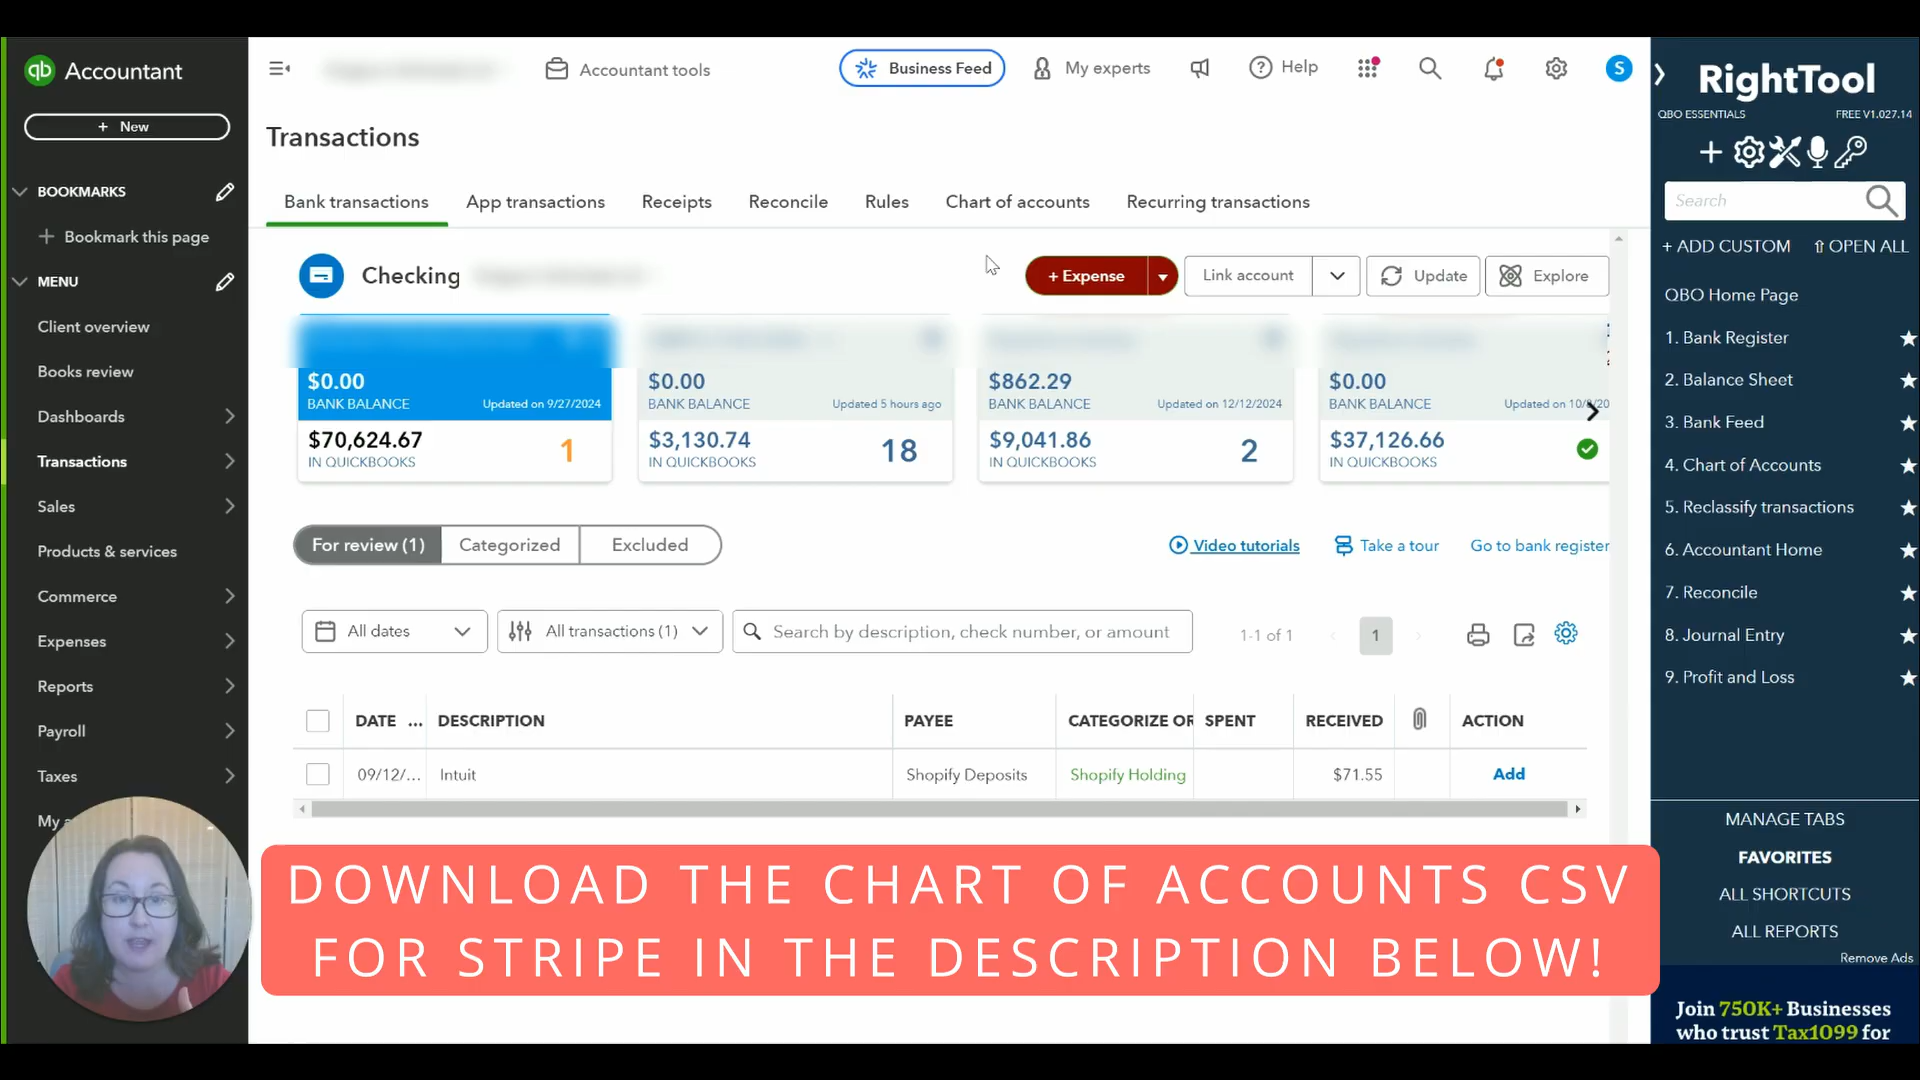 qb Accountant
+ New
BOOKMARKS
Bookmark this page
MENU
Client overview
Books review
Dashboards
Transactions
Sales
Products & services
Commerce
Expenses
Reports
Payroll
Taxes
My
Accountant tools
Business Feed
My experts
Help
S
Transactions
Bank transactions
App transactions
Receipts
Reconcile
Rules
Chart of accounts
Recurring transactions
Checking
+ Expense
Link account
Update
Explore
$0.00
BANK BALANCE
Updated on 9/27/2024
$70,624.67
IN QUICKBOOKS
1
$0.00
BANK BALANCE
Updated 5 hours ago
$3,130.74
IN QUICKBOOKS
18
$862.29
BANK BALANCE
Updated on 12/12/2024
$9,041.86
IN QUICKBOOKS
2
$0.00
BANK BALANCE
Updated on
$37,126.66
IN QUICKBOOKS
For review (1)
Categorized
Excluded
Video tutorials
Take a tour
Go to bank register
All dates
All transactions (1)
Search by description, check number, or amount
1-1 of 1
1
DATE ... DESCRIPTION PAYEE CATEGORIZE OR SPENT RECEIVED ACTION
09/12/... Intuit Shopify Deposits Shopify Holding $71.55 Add
DOWNLOAD THE CHART OF ACCOUNTS CSV
FOR STRIPE IN THE DESCRIPTION BELOW!
RightTool
QBO ESSENTIALS FREE V1.027.14
Search
+ ADD CUSTOM ⇧ OPEN ALL
QBO Home Page
1. Bank Register
2. Balance Sheet
3. Bank Feed
4. Chart of Accounts
5. Reclassify transactions
6. Accountant Home
7. Reconcile
8. Journal Entry
9. Profit and Loss
MANAGE TABS
FAVORITES
ALL SHORTCUTS
ALL REPORTS
Remove Ads
Join 750K+ Businesses
who trust Tax1099 for